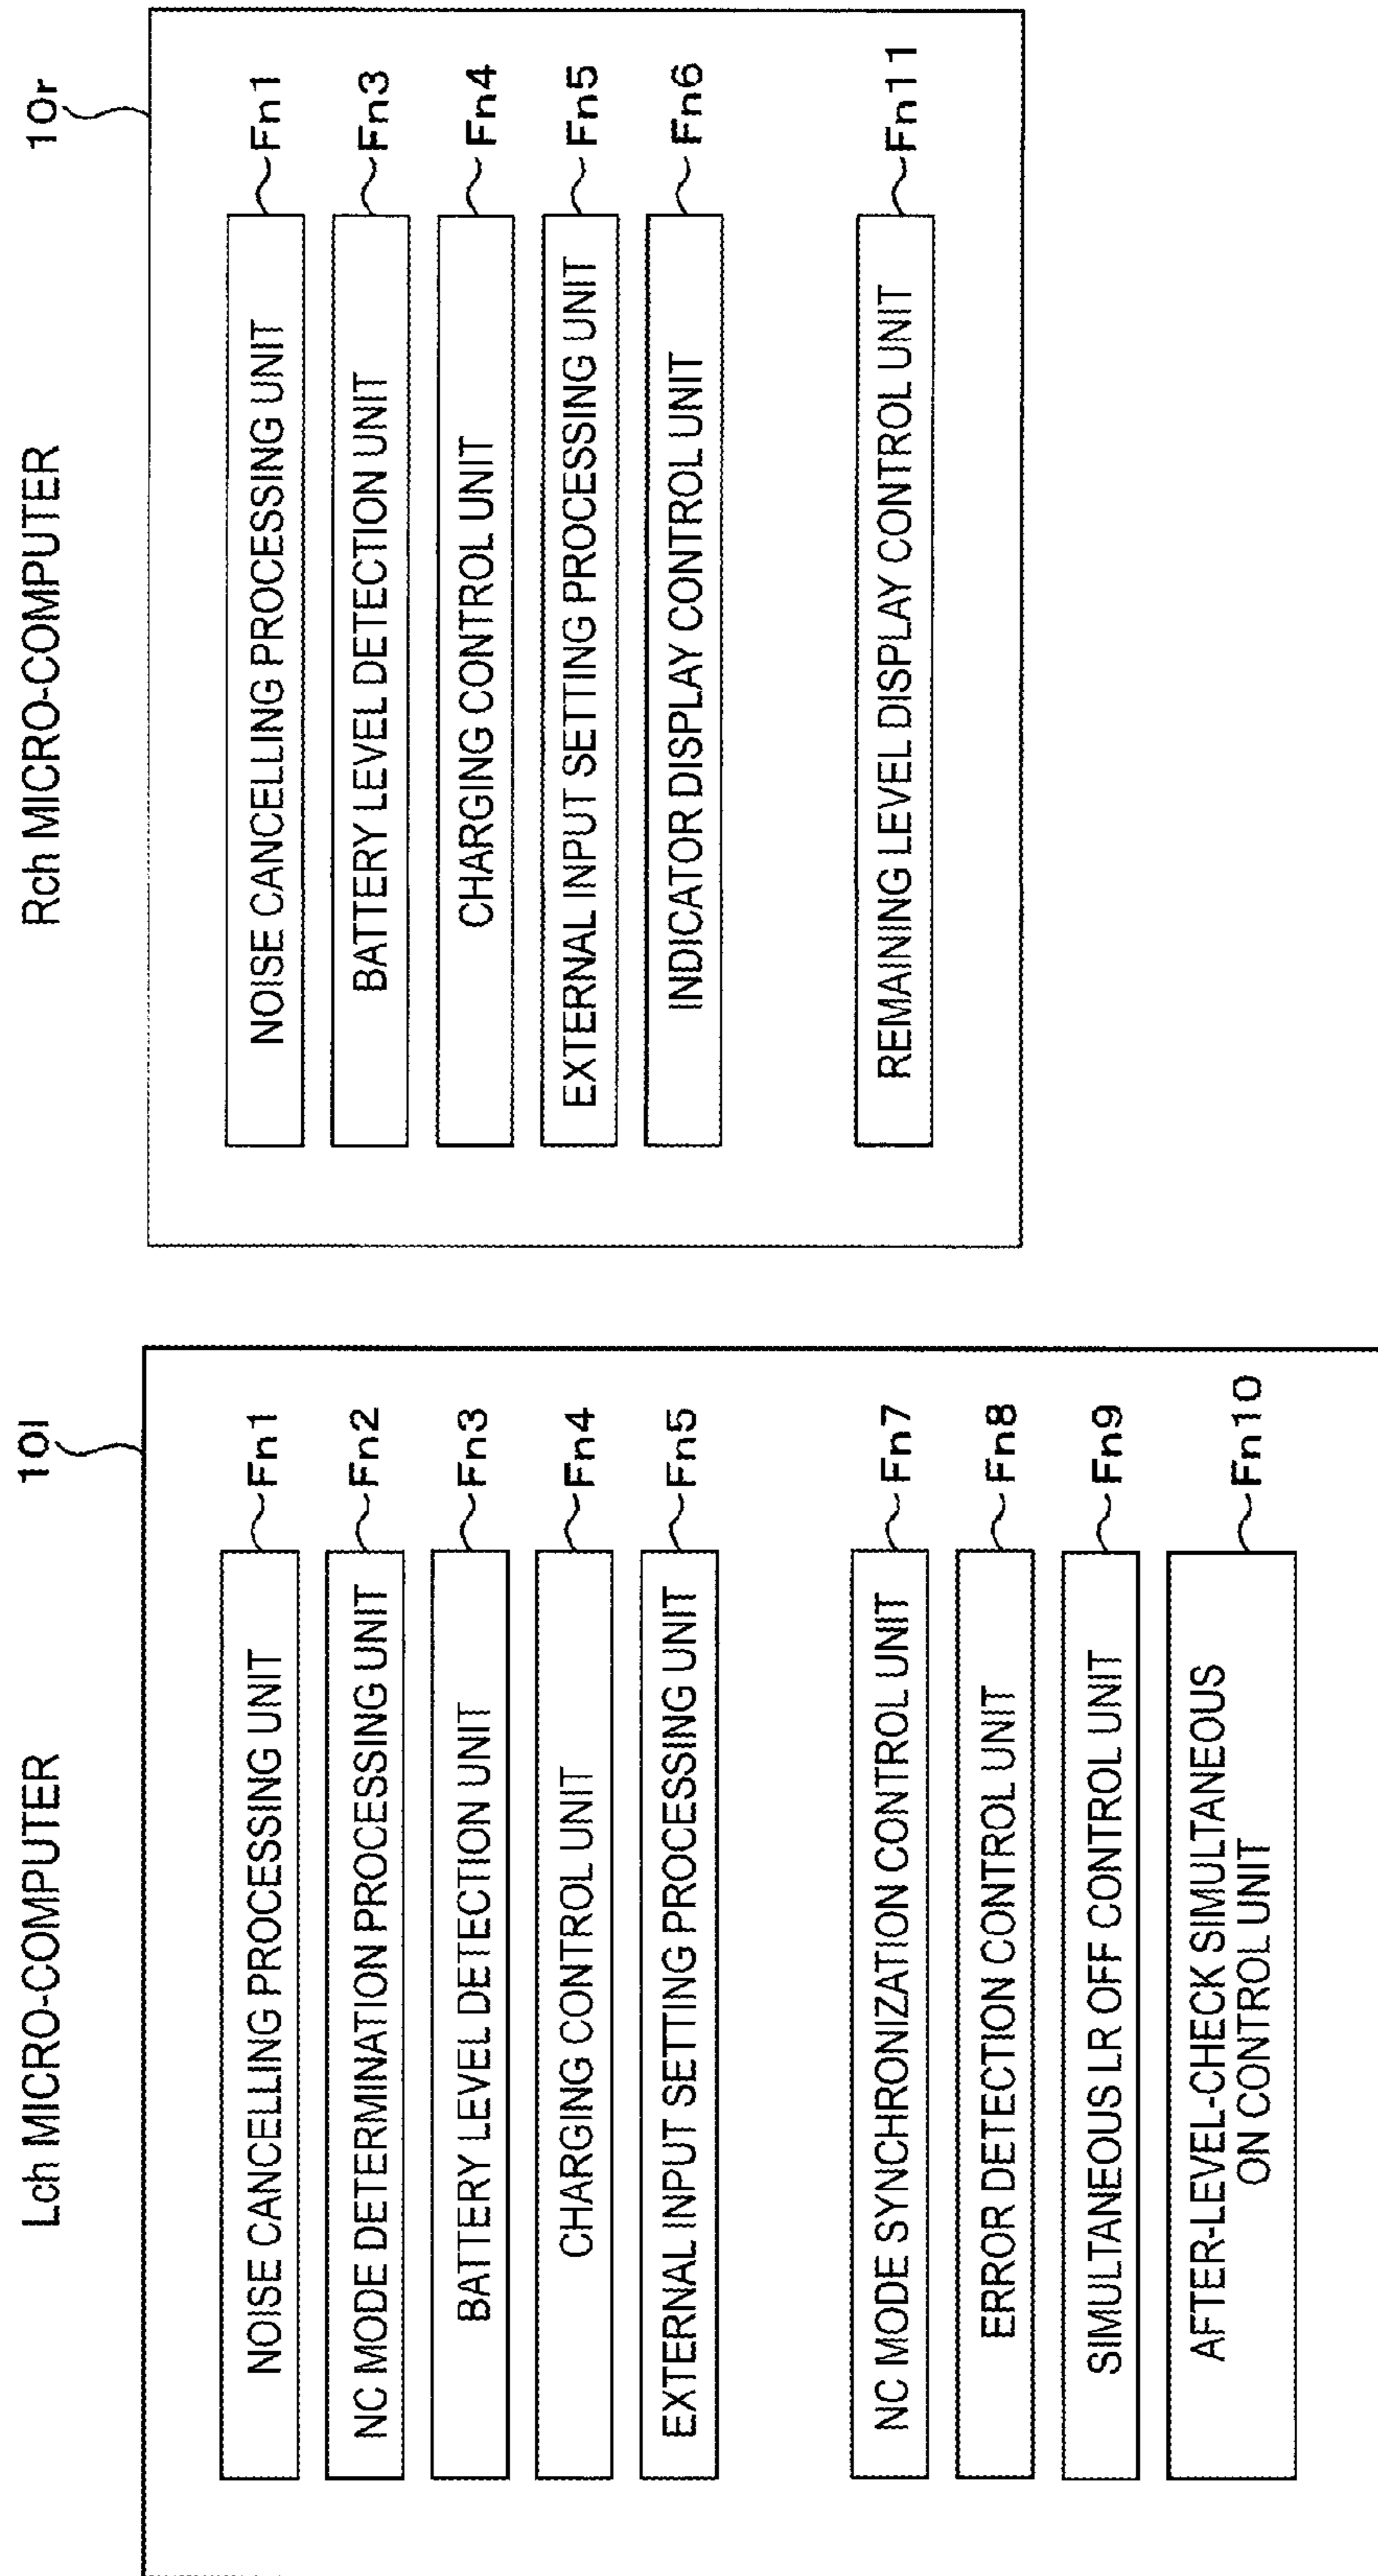 Lch MICRO-COMPUTER
10l
NOISE CANCELLING PROCESSING UNIT
Fn1
NC MODE DETERMINATION PROCESSING UNIT
Fn2
BATTERY LEVEL DETECTION UNIT
Fn3
CHARGING CONTROL UNIT
Fn4
EXTERNAL INPUT SETTING PROCESSING UNIT
Fn5
NC MODE SYNCHRONIZATION CONTROL UNIT
Fn7
ERROR DETECTION CONTROL UNIT
Fn8
SIMULTANEOUS LR OFF CONTROL UNIT
Fn9
AFTER-LEVEL-CHECK SIMULTANEOUS
ON CONTROL UNIT
Fn10
Rch MICRO-COMPUTER
10r
NOISE CANCELLING PROCESSING UNIT
Fn1
BATTERY LEVEL DETECTION UNIT
Fn3
CHARGING CONTROL UNIT
Fn4
EXTERNAL INPUT SETTING PROCESSING UNIT
Fn5
INDICATOR DISPLAY CONTROL UNIT
Fn6
REMAINING LEVEL DISPLAY CONTROL UNIT
Fn11